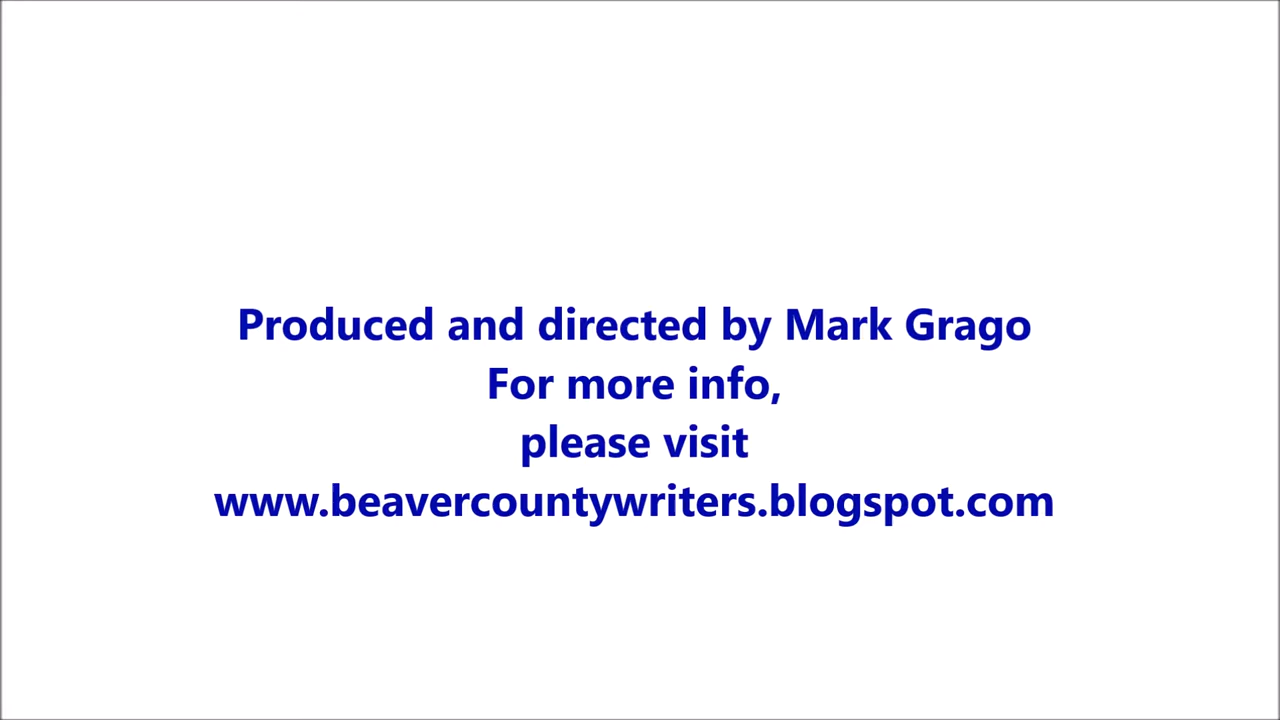 Produced and directed by Mark Grago
For more info,
please visit
www.beavercountywriters.blogspot.com